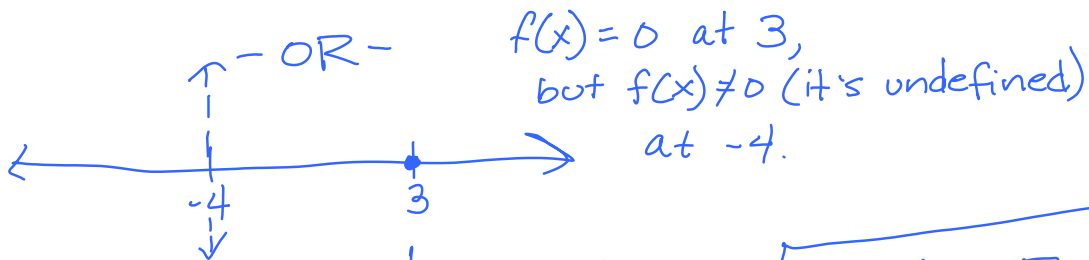 - OR -
f(x) = 0 at 3,
but f(x) ≠ 0 (it's undefined)
at -4.
-4
3